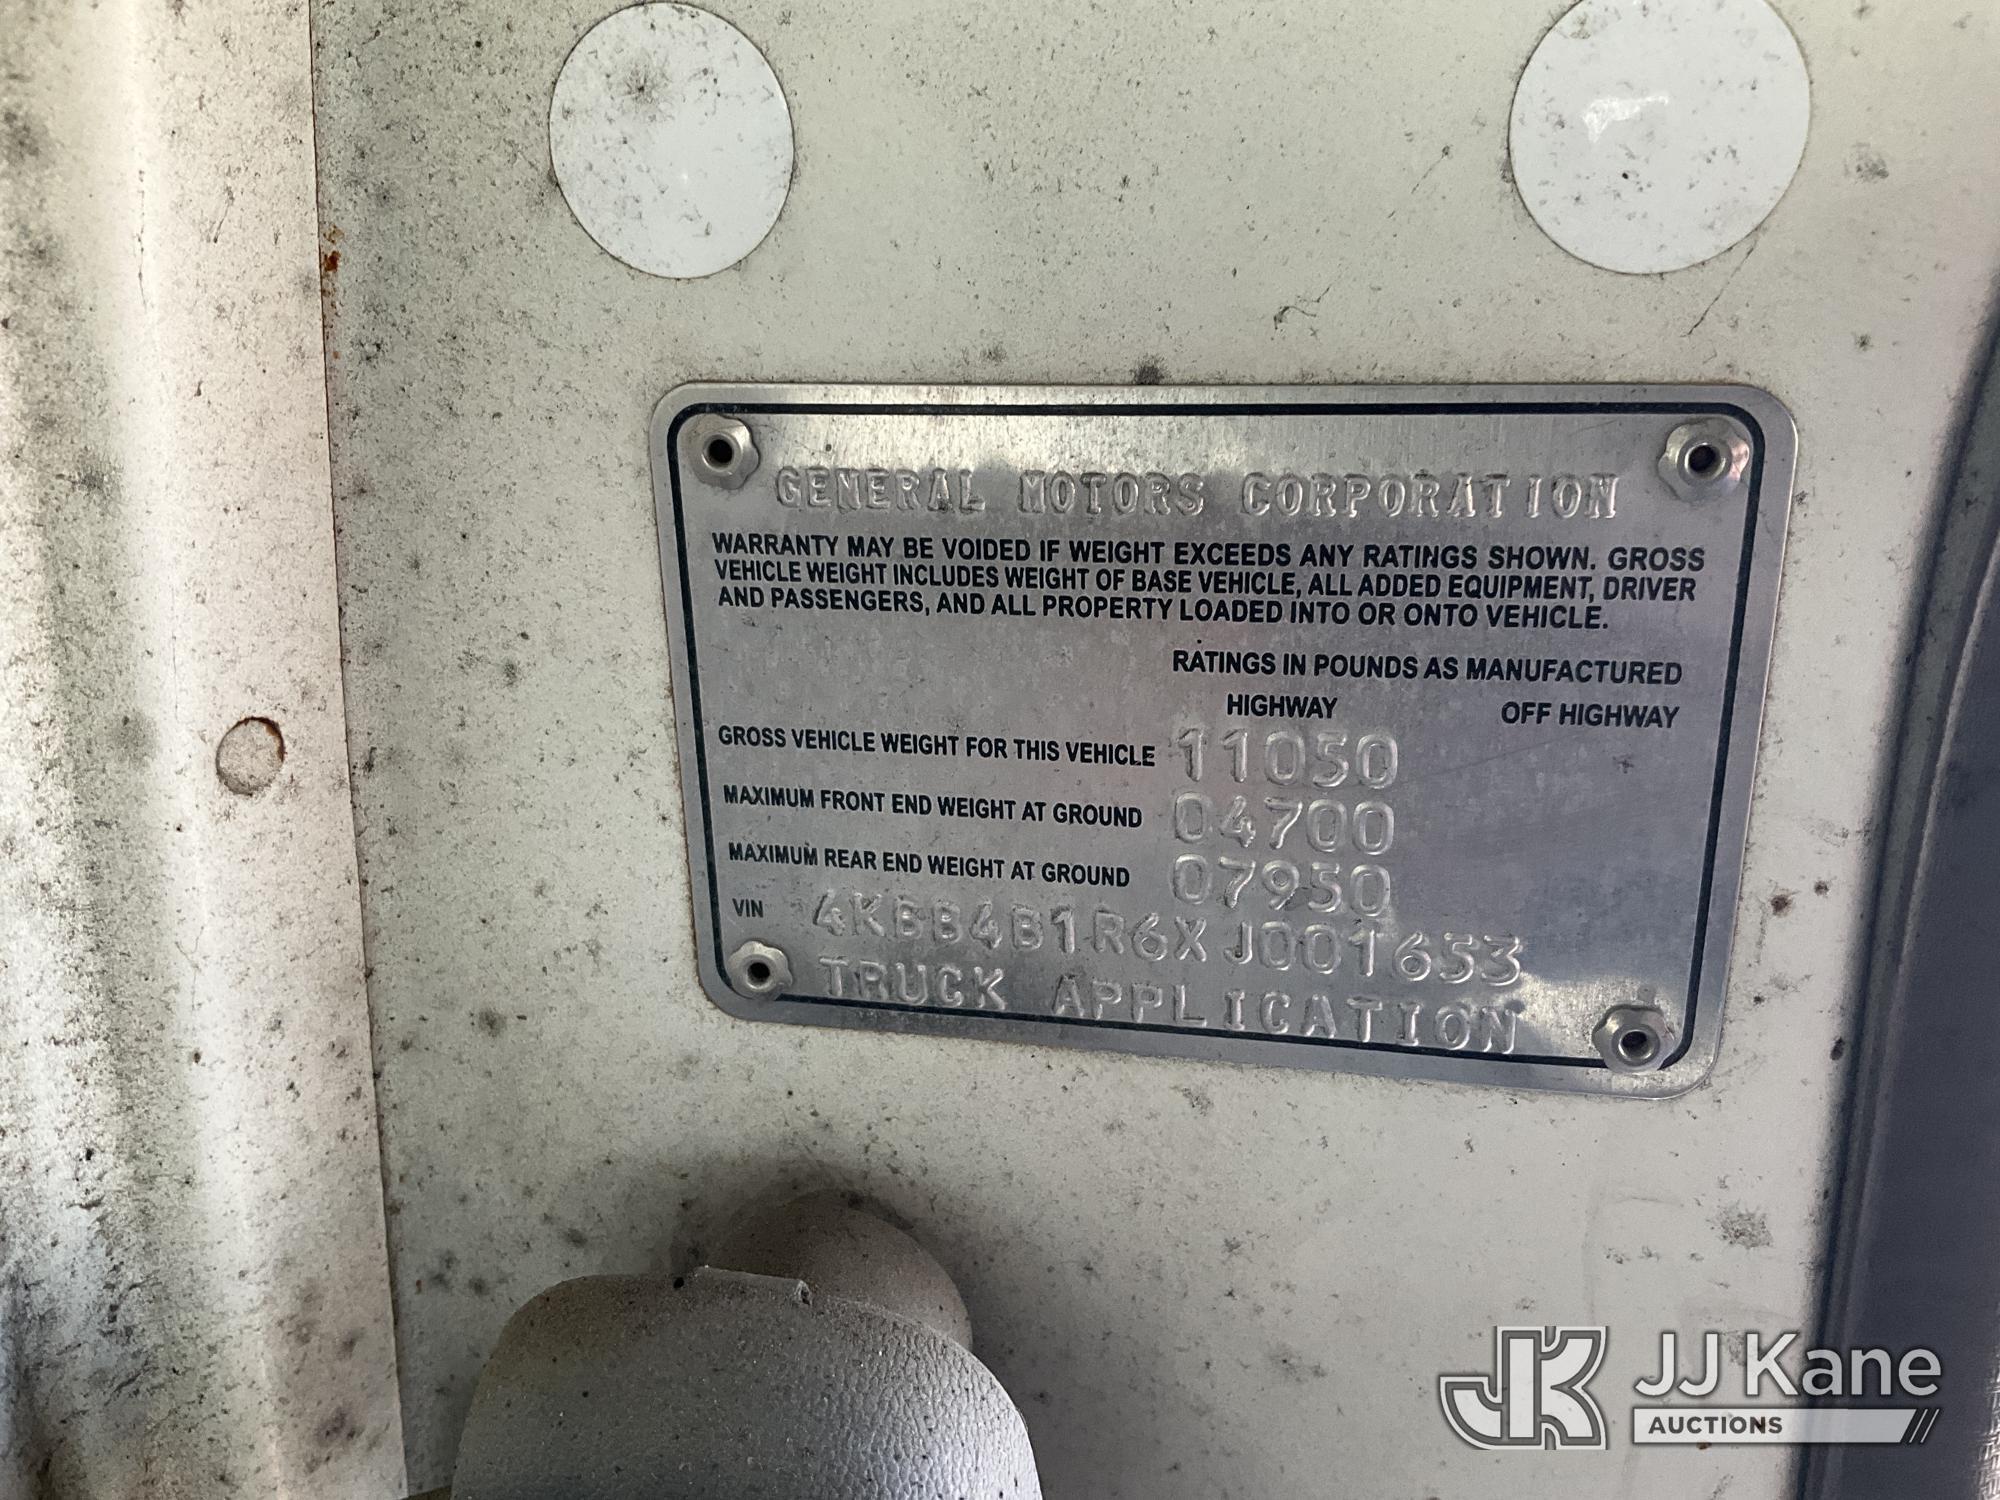 GENERAL MOTORS CORPORATION
WARRANTY MAY BE VOIDED IF WEIGHT EXCEEDS ANY RATINGS SHOWN. GROSS
VEHICLE WEIGHT INCLUDES WEIGHT OF BASE VEHICLE, ALL ADDED EQUIPMENT, DRIVER
AND PASSENGERS, AND ALL PROPERTY LOADED INTO OR ONTO VEHICLE.
RATINGS IN POUNDS AS MANUFACTURED
HIGHWAY OFF HIGHWAY
GROSS VEHICLE WEIGHT FOR THIS VEHICLE 11050
MAXIMUM FRONT END WEIGHT AT GROUND 04700
MAXIMUM REAR END WEIGHT AT GROUND 07950
VIN 4KBB4B1R6XJ001653
TRUCK APPLICATION
JK JJ Kane
AUCTIONS